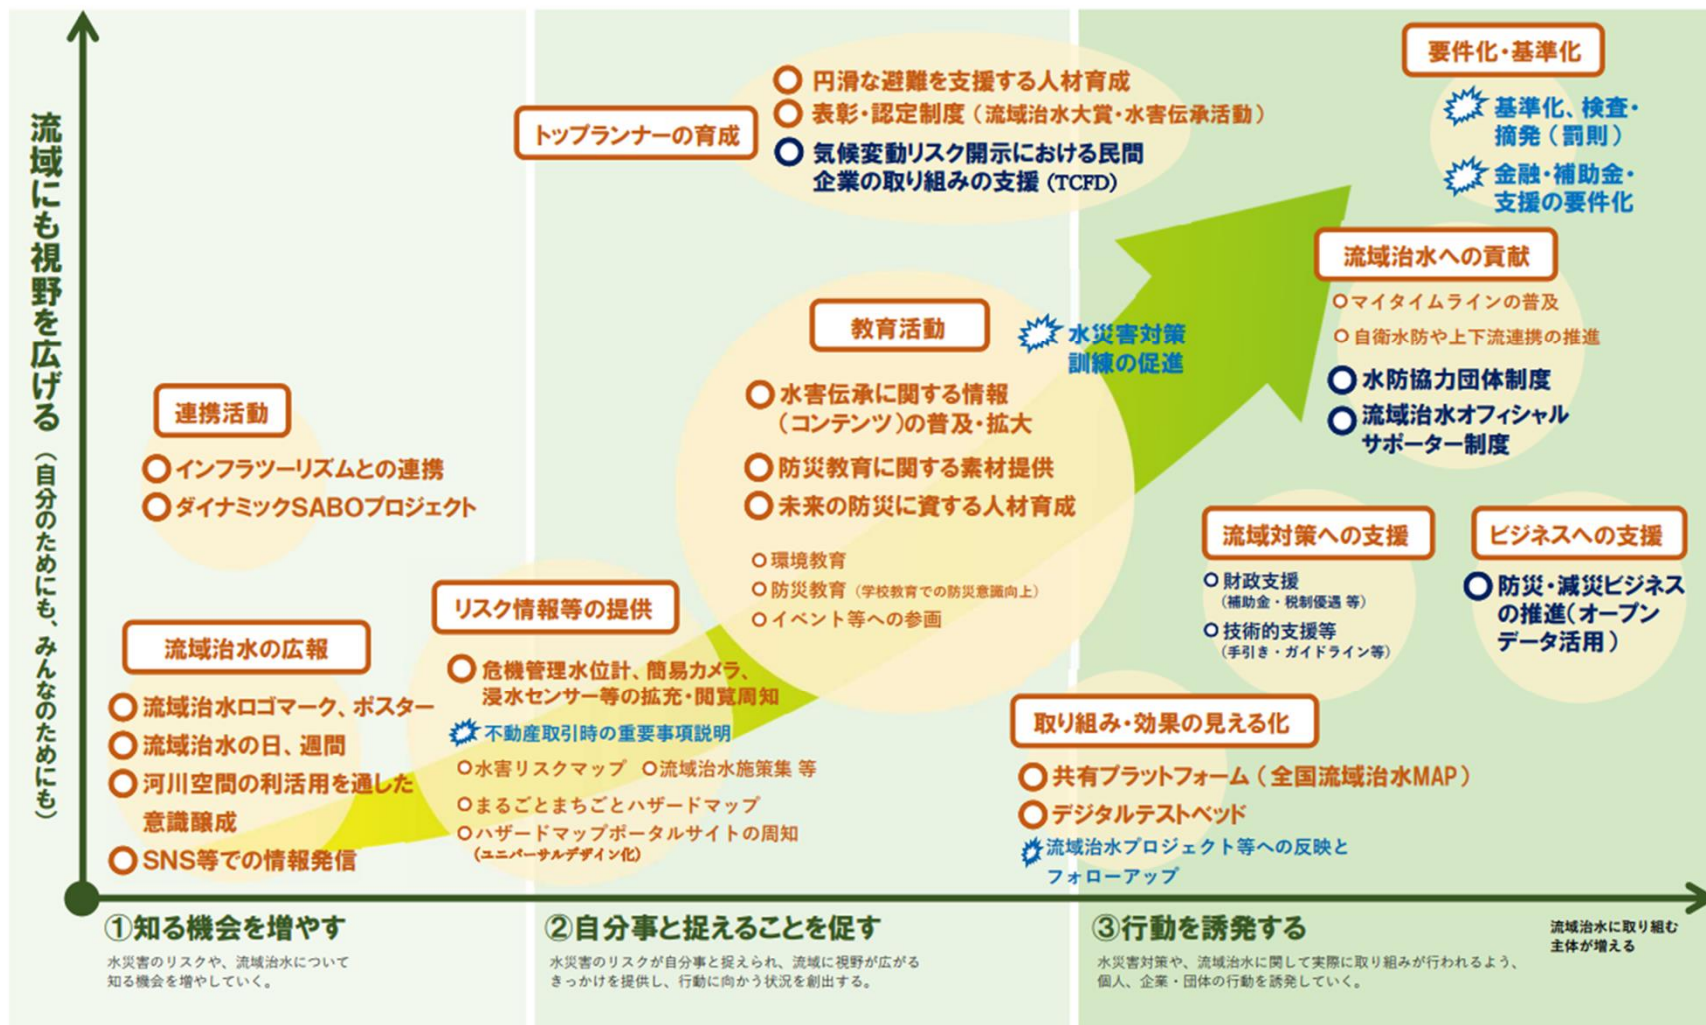 流域にも視野を広げる（自分のためにも、みんなのためにも）
要件化・基準化
基準化、検査・
摘発（罰則）
金融・補助金・
支援の要件化
トップランナーの育成
円滑な避難を支援する人材育成
表彰・認定制度（流域治水大賞・水害伝承活動）
気候変動リスク開示における民間
企業の取り組みの支援（TCFD）
流域治水への貢献
マイタイムラインの普及
自衛水防や上下流連携の推進
水防協力団体制度
流域治水オフィシャル
サポーター制度
教育活動
水災害対策
訓練の促進
水害伝承に関する情報
（コンテンツ）の普及・拡大
防災教育に関する素材提供
未来の防災に資する人材育成
環境教育
防災教育（学校教育での防災意識向上）
イベント等への参画
連携活動
インフラツーリズムとの連携
ダイナミックSABOプロジェクト
流域対策への支援
財政支援
（補助金・税制優遇 等）
技術的支援等
（手引き・ガイドライン等）
ビジネスへの支援
防災・減災ビジネス
の推進（オープン
データ活用）
リスク情報等の提供
危機管理水位計、簡易カメラ、
浸水センサー等の拡充・閲覧周知
不動産取引時の重要事項説明
水害リスクマップ 流域治水施策集 等
まるごとまちごとハザードマップ
ハザードマップポータルサイトの周知
（ユニバーサルデザイン化）
流域治水の広報
流域治水ロゴマーク、ポスター
流域治水の日、週間
河川空間の利活用を通した
意識醸成
SNS等での情報発信
取り組み・効果の見える化
共有プラットフォーム（全国流域治水MAP）
デジタルテストベッド
流域治水プロジェクト等への反映と
フォローアップ
①知る機会を増やす
水災害のリスクや、流域治水について
知る機会を増やしていく。
②自分事と捉えることを促す
水災害のリスクが自分事と捉えられ、流域に視野が広がる
きっかけを提供し、行動に向かう状況を創出する。
③行動を誘発する
水災害対策や、流域治水に関して実際に取り組みが行われるよう、
個人、企業・団体の行動を誘発していく。
流域治水に取り組む
主体が増える